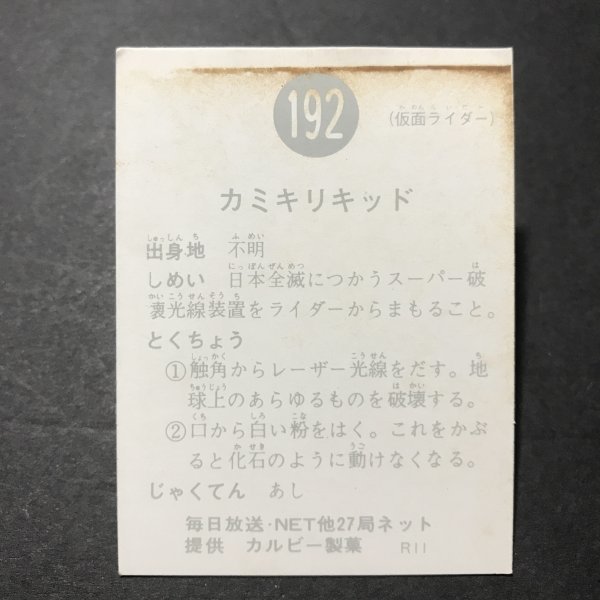 192
(仮面ライダー)
カミキリキッド
出身地 不明
しめい 日本全滅につかうスーパー破
裏光線装置をライダーからまもること。
とくちょう
①触角からレーザー光線をだす。地
球上のあらゆるものを破壊する。
②口から白い粉をはく。これをかぶ
ると化石のように動けなくなる。
じゃくてん あし
毎日放送・NET他27局ネット
提供 カルビー製菓 R11